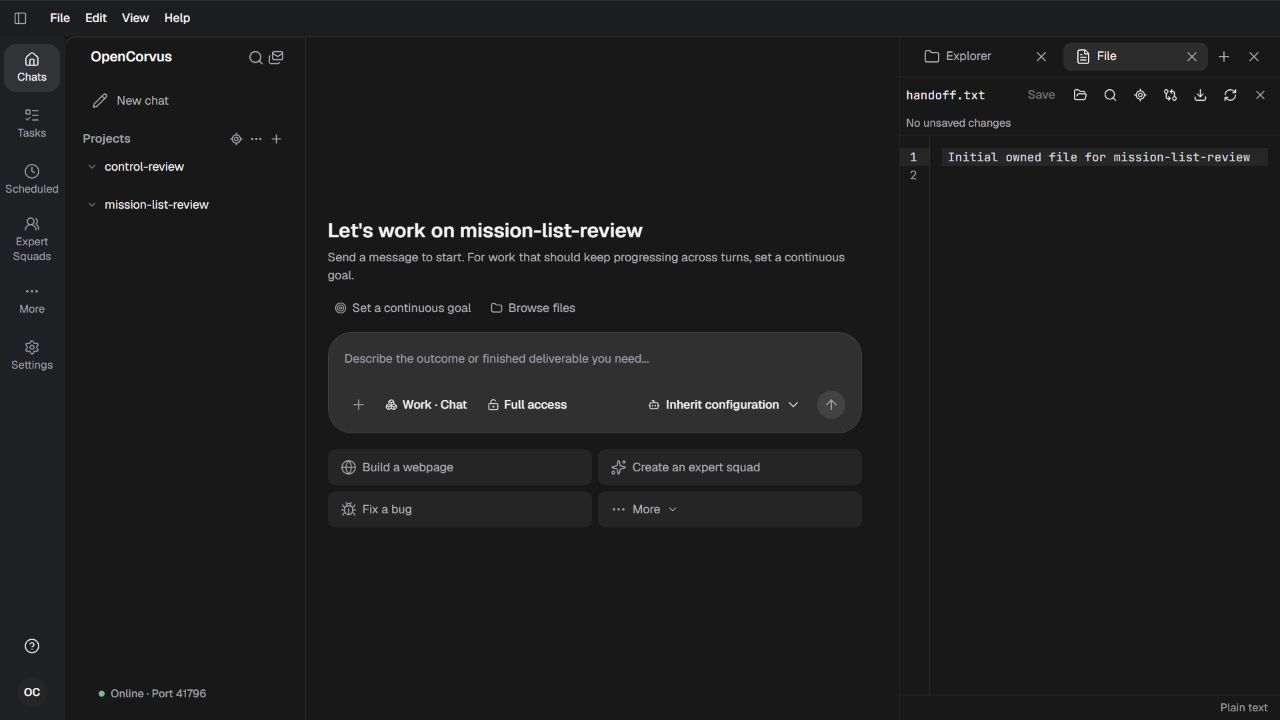 File Edit View Help
Chats
Tasks
Scheduled
Expert
Squads
More
Settings
OC
OpenCorvus
New chat
Projects
control-review
mission-list-review
Online · Port 41796
Let's work on mission-list-review
Send a message to start. For work that should keep progressing across turns, set a continuous
goal.
Set a continuous goal Browse files
Describe the outcome or finished deliverable you need...
Work · Chat Full access Inherit configuration
Build a webpage Create an expert squad
Fix a bug More
Explorer File
handoff.txt Save
No unsaved changes
1 Initial owned file for mission-list-review
2
Plain text